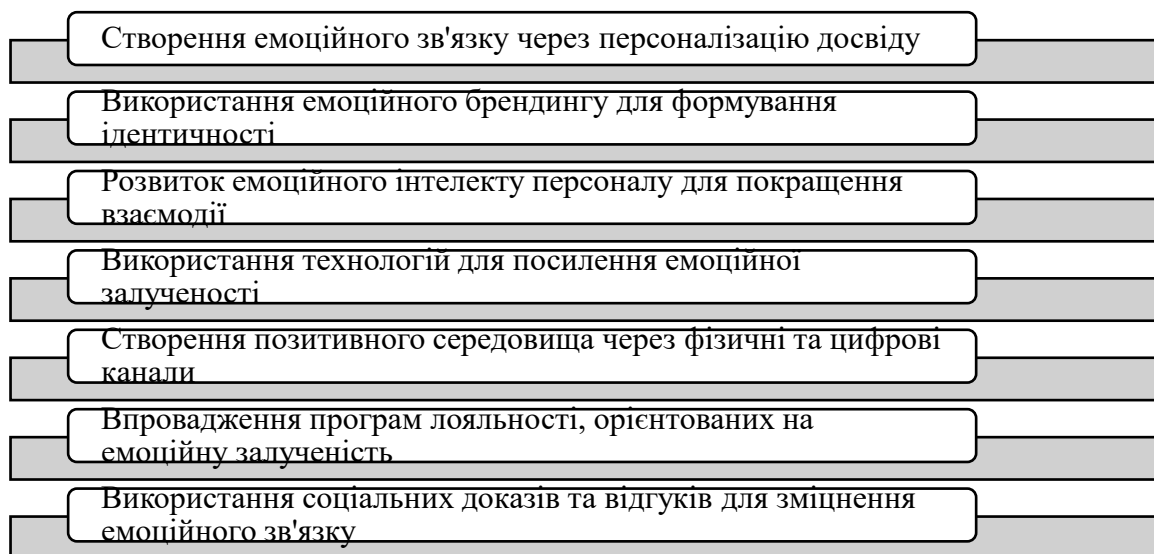 Створення емоційного зв'язку через персоналізацію досвіду
Використання емоційного брендингу для формування
ідентичності
Розвиток емоційного інтелекту персоналу для покращення
взаємодії
Використання технологій для посилення емоційної
залученості
Створення позитивного середовища через фізичні та цифрові
канали
Впровадження програм лояльності, орієнтованих на
емоційну залученість
Використання соціальних доказів та відгуків для зміцнення
емоційного зв'язку